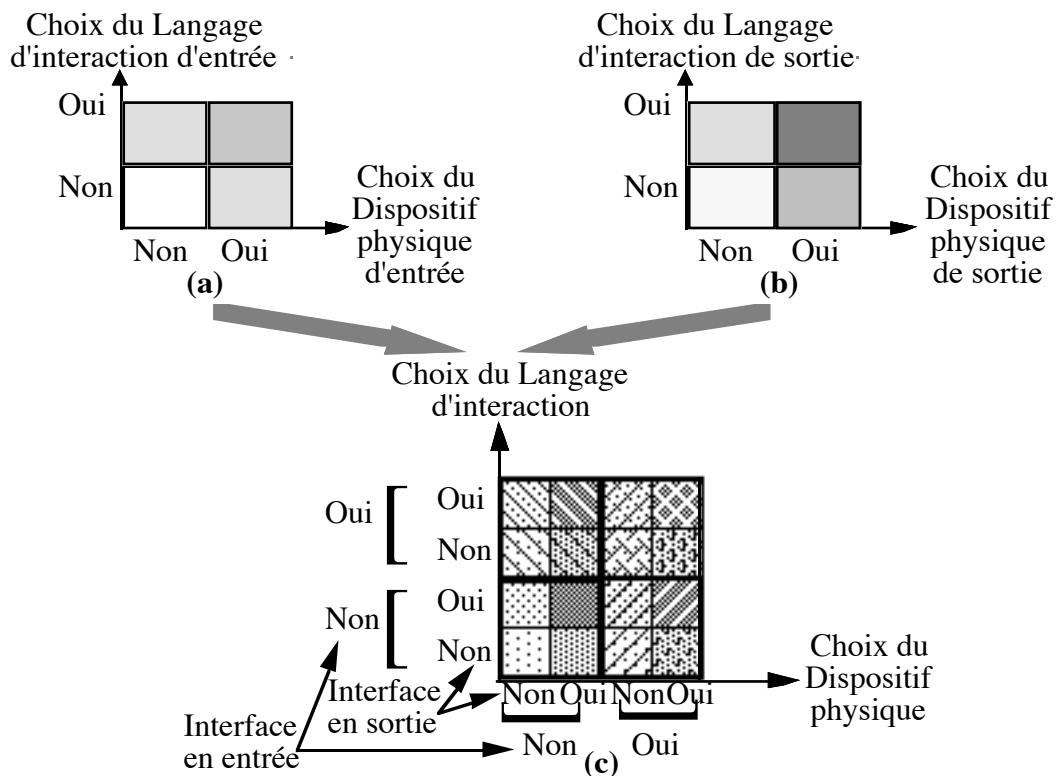 Choix du Langage
d'interaction d'entrée
Oui
Non
Non Oui
(a)
Choix du
Dispositif
physique
d'entrée
Choix du Langage
d'interaction de sortie
Oui
Non
Non Oui
(b)
Choix du
Dispositif
physique
de sortie
Choix du Langage
d'interaction
Oui
Oui
Non
Non
Oui
Non
Interface
en sortie
Interface
en entrée
Non Oui Non Oui
Non Oui
(c)
Choix du
Dispositif
physique